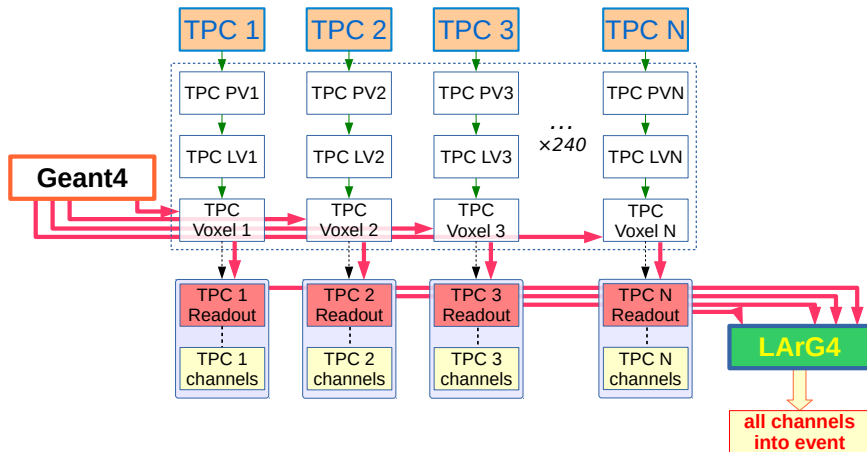 TPC 1 TPC 2 TPC 3 TPC N
TPC PV1 TPC PV2 TPC PV3 TPC PVN
...
×240
TPC LV1 TPC LV2 TPC LV3 TPC LVN
Geant4
TPC TPC TPC TPC
Voxel 1 Voxel 2 Voxel 3 Voxel N
TPC 1 TPC 2 TPC 3 TPC N
Readout Readout Readout Readout
LArG4
TPC 1 TPC 2 TPC 3 TPC N
channels channels channels channels
all channels
into event